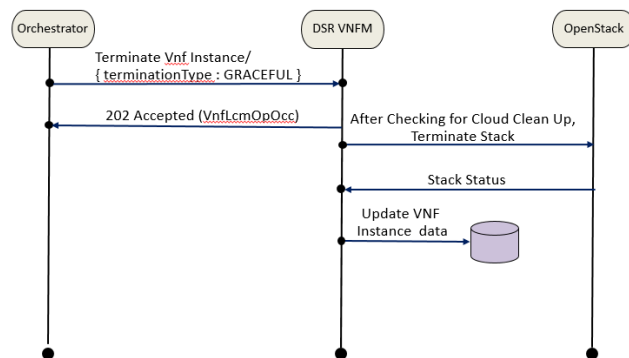 Orchestrator
DSR VNFM
OpenStack
Terminate Vnf Instance/
{ terminationType : GRACEFUL }
202 Accepted (VnfLcmOpOcc)
After Checking for Cloud Clean Up,
Terminate Stack
Stack Status
Update VNF
Instance data